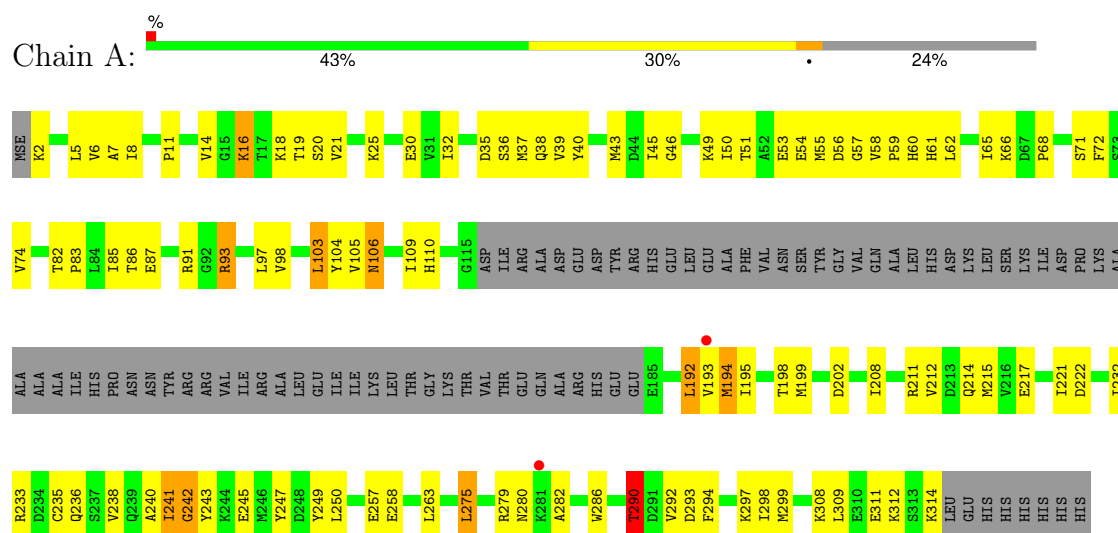 %
Chain A:
43% 30% • 24%
MSE K2 L5 V6 A7 I8 P11 V14 G15 K16 T17 K18 T19 S20 V21 K25 E30 V31 I32 D35 S36 M37 Q38 V39 Y40 M43 D44 I45 G46 K49 I50 T51 A52 E53 E54 M55 D56 G57 V58 P59 H60 H61 L62 I65 K66 D67 P68 S71 F72 S73
V74 T82 P83 L84 I85 T86 E87 R91 G92 R93 L97 V98 L103 Y104 V105 N106 I109 H110 G115 ASP ILE ARG ALA ASP GLU ASP TYR ARG HIS GLU LEU GLU ALA PHE VAL ASN SER TYR GLY VAL GLN ALA LEU HIS ASP LYS LEU SER LYS ILE ASP PRO LYS ALA
ALA ALA ALA ILE HIS PRO ASN ASN TYR ARG ARG VAL ILE ARG ALA LEU GLU ILE ILE LYS LEU THR GLY LYS THR VAL THR GLU GLN ALA ARG HIS GLU GLU E185 L192 V193 M194 I195 T198 M199 D202 I208 R211 V212 D213 Q214 M215 V216 E217 I221 D222
R233 D234 C235 Q236 S237 V238 Q239 A240 I241 G242 Y243 K244 E245 M246 Y247 D248 Y249 L250 E257 E258 L263 L275 R279 N280 K281 A282 W286 T290 D291 V292 D293 F294 K297 I298 M299 K308 L309 E310 E311 K312 S313 K314 LEU GLU HIS HIS HIS HIS HIS HIS